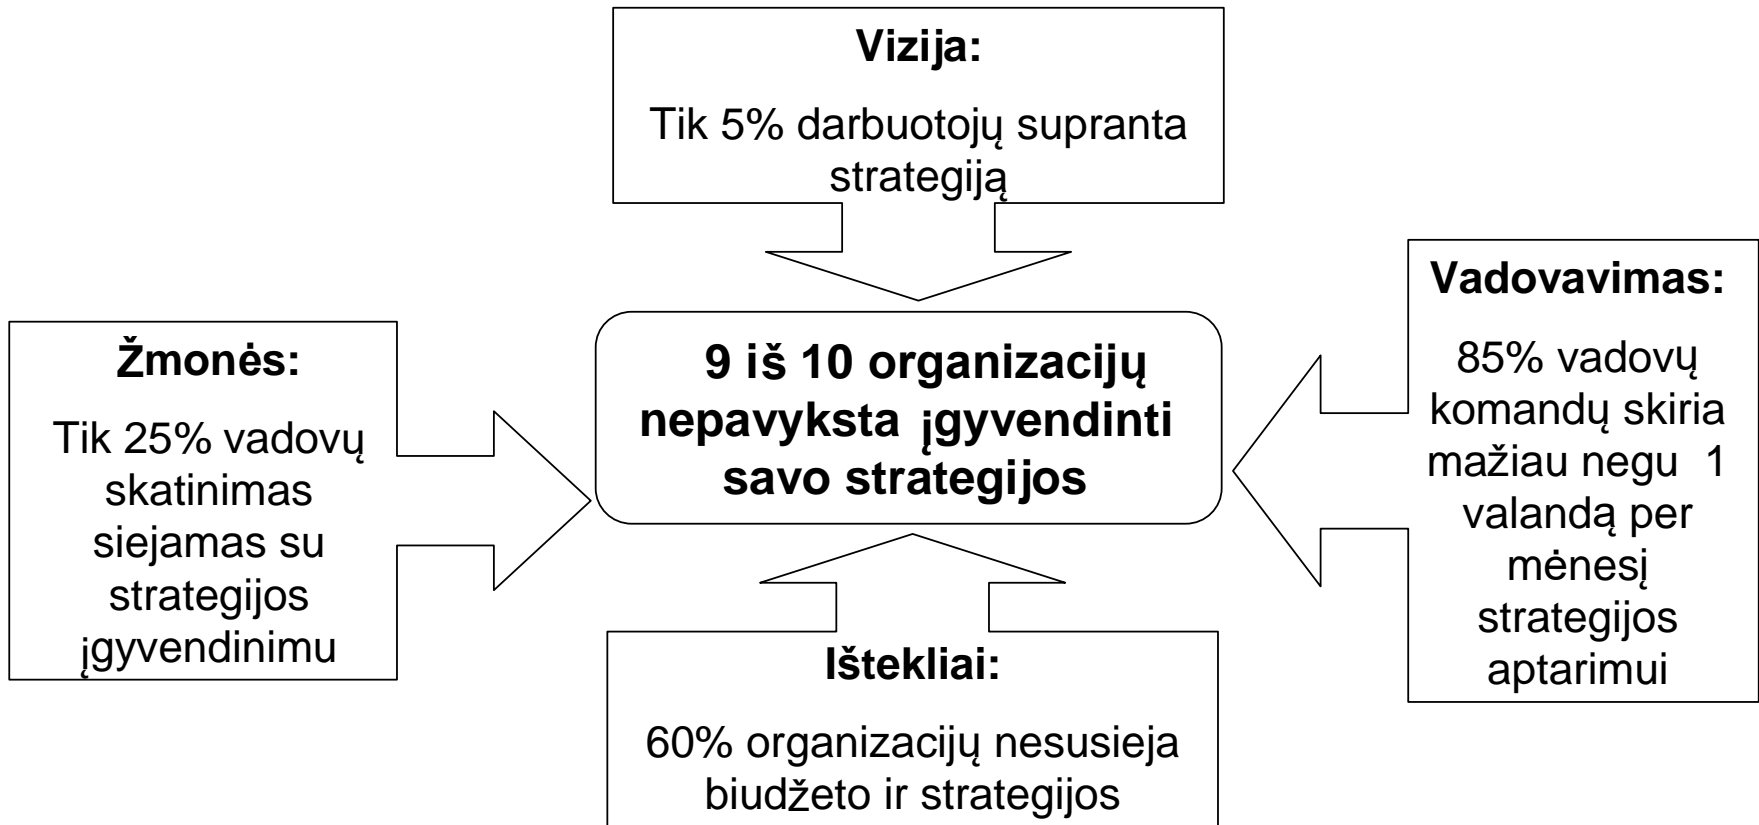 Vizija:
Tik 5% darbuotojų supranta
strategiją
Žmonės:
Tik 25% vadovų
skatinimas
siejamas su
strategijos
įgyvendinimu
9 iš 10 organizacijų
nepavyksta įgyvendinti
savo strategijos
Vadovavimas:
85% vadovų
komandų skiria
mažiau negu 1
valandą per
mėnesį
strategijos
aptarimui
Ištekliai:
60% organizacijų nesusieja
biudžeto ir strategijos